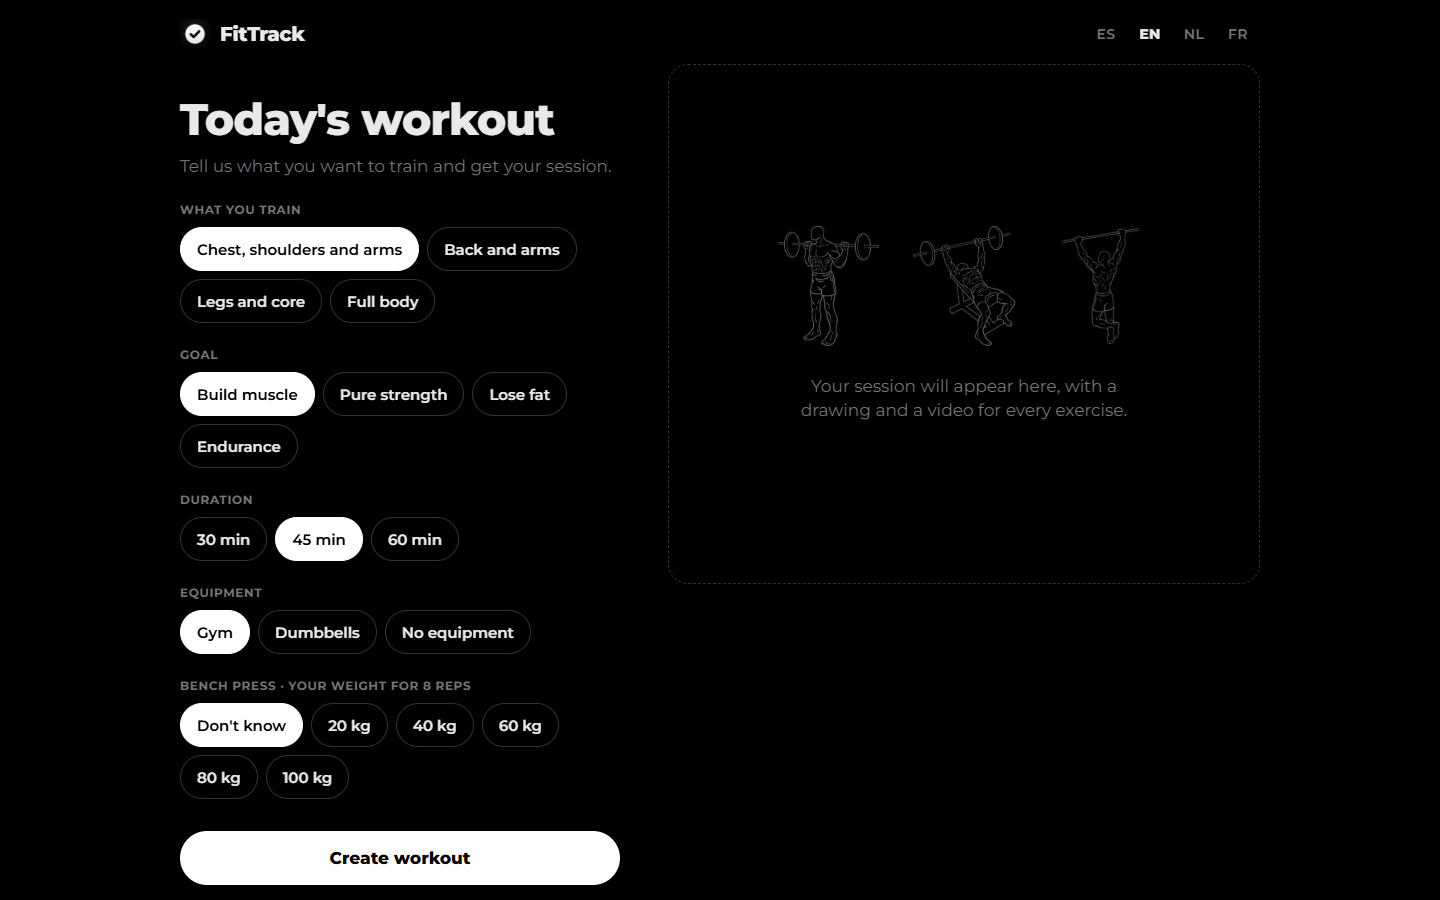 FitTrack
ES EN NL FR
Today's workout
Tell us what you want to train and get your session.
WHAT YOU TRAIN
Chest, shoulders and arms Back and arms
Legs and core Full body
GOAL
Build muscle Pure strength Lose fat
Endurance
DURATION
30 min 45 min 60 min
EQUIPMENT
Gym Dumbbells No equipment
BENCH PRESS · YOUR WEIGHT FOR 8 REPS
Don't know 20 kg 40 kg 60 kg
80 kg 100 kg
Create workout
Your session will appear here, with a
drawing and a video for every exercise.